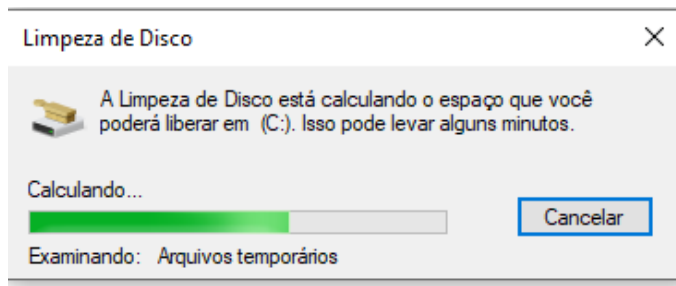 Limpeza de Disco
A Limpeza de Disco está calculando o espaço que você
poderá liberar em  (C:). Isso pode levar alguns minutos.
Calculando...
Cancelar
Examinando:   Arquivos temporários